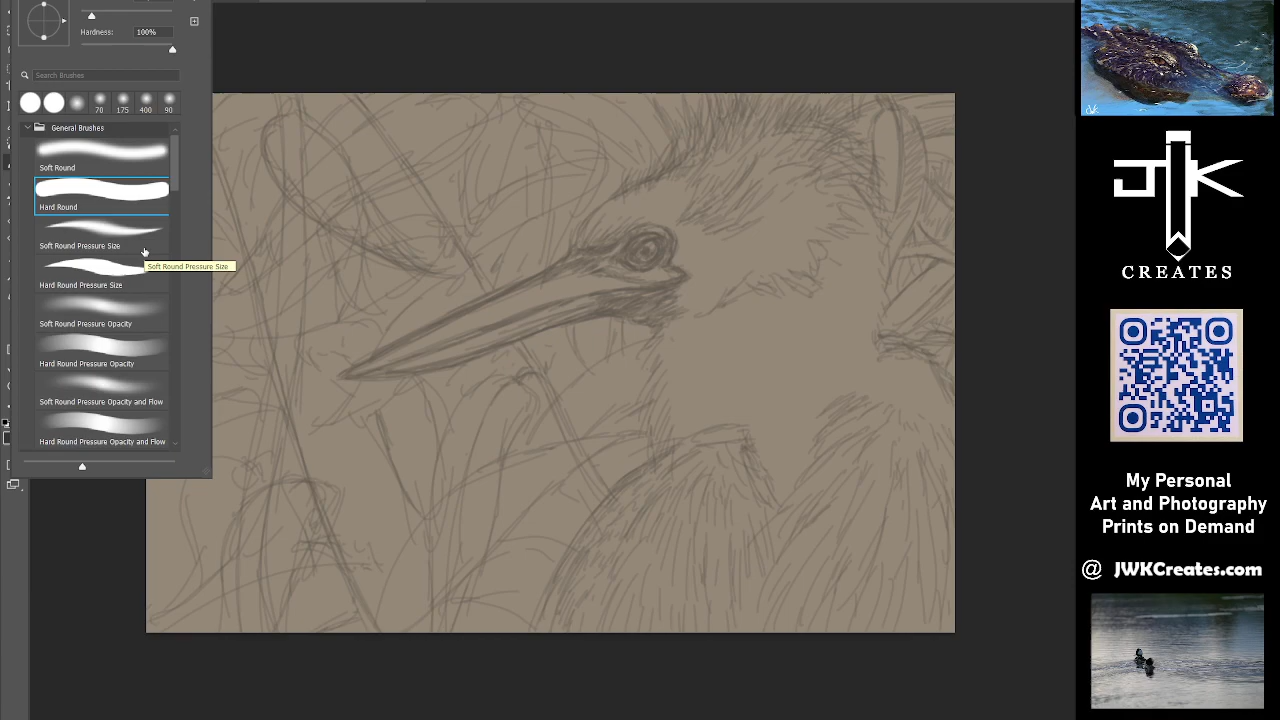 Hardness: 100%
Search Brushes
70 175 400 90
General Brushes
Soft Round
Hard Round
Soft Round Pressure Size
Soft Round Pressure Size
Hard Round Pressure Size
Soft Round Pressure Opacity
Hard Round Pressure Opacity
Soft Round Pressure Opacity and Flow
Hard Round Pressure Opacity and Flow
JK
CREATES
My Personal
Art and Photography
Prints on Demand
@ JWKCreates.com